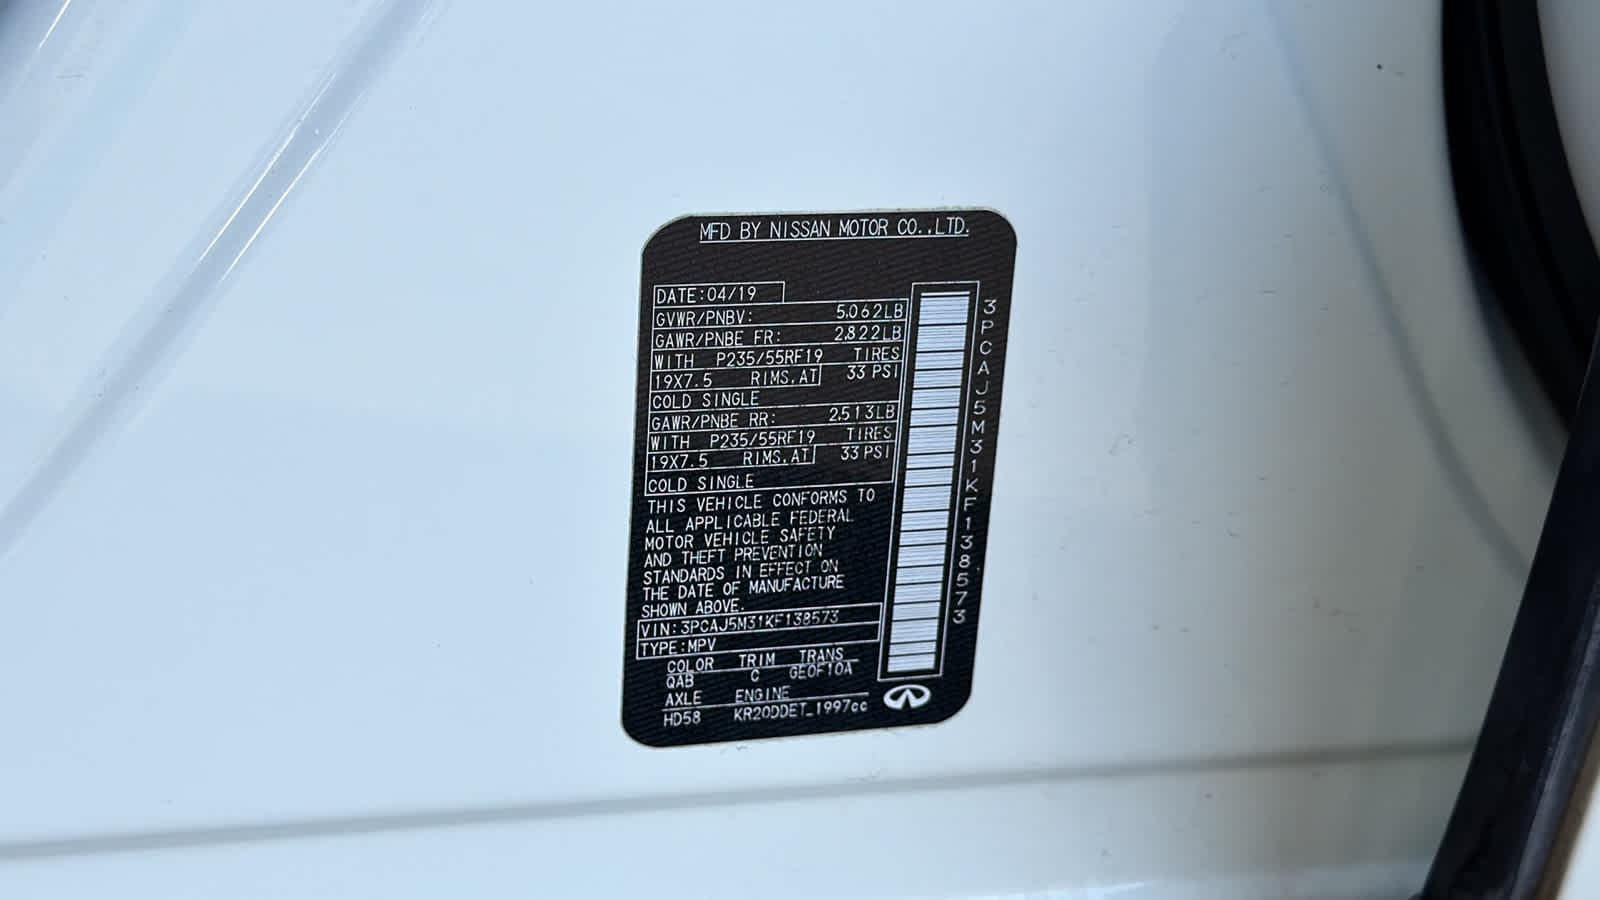 MFD BY NISSAN MOTOR CO.,LTD.
DATE:04/19
GVWR/PNBV: 5,062LB
GAWR/PNBE FR: 2,822LB
WITH P235/55RF19 TIRES
19X7.5 RIMS,AT 33 PSI
COLD SINGLE
GAWR/PNBE RR: 2,513LB
WITH P235/55RF19 TIRES
19X7.5 RIMS,AT 33 PSI
COLD SINGLE
THIS VEHICLE CONFORMS TO
ALL APPLICABLE FEDERAL
MOTOR VEHICLE SAFETY
AND THEFT PREVENTION
STANDARDS IN EFFECT ON
THE DATE OF MANUFACTURE
SHOWN ABOVE.
VIN:3PCAJ5M31KF138573
TYPE:MPV
COLOR TRIM TRANS
QAB C GE0F10A
AXLE ENGINE
HD58 KR20DDET_1997cc
3PCAJ5M31KF138573